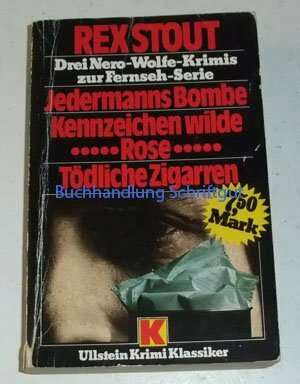 REX STOUT
Drei Nero-Wolfe-Krimis
zur Fernseh-Serie
Jedermanns Bombe
Kennzeichen wilde
••••• Rose •••••
Tödliche Zigarren
Buchhandlung Schriftgut
7,50
Mark
K
Ullstein Krimi Klassiker